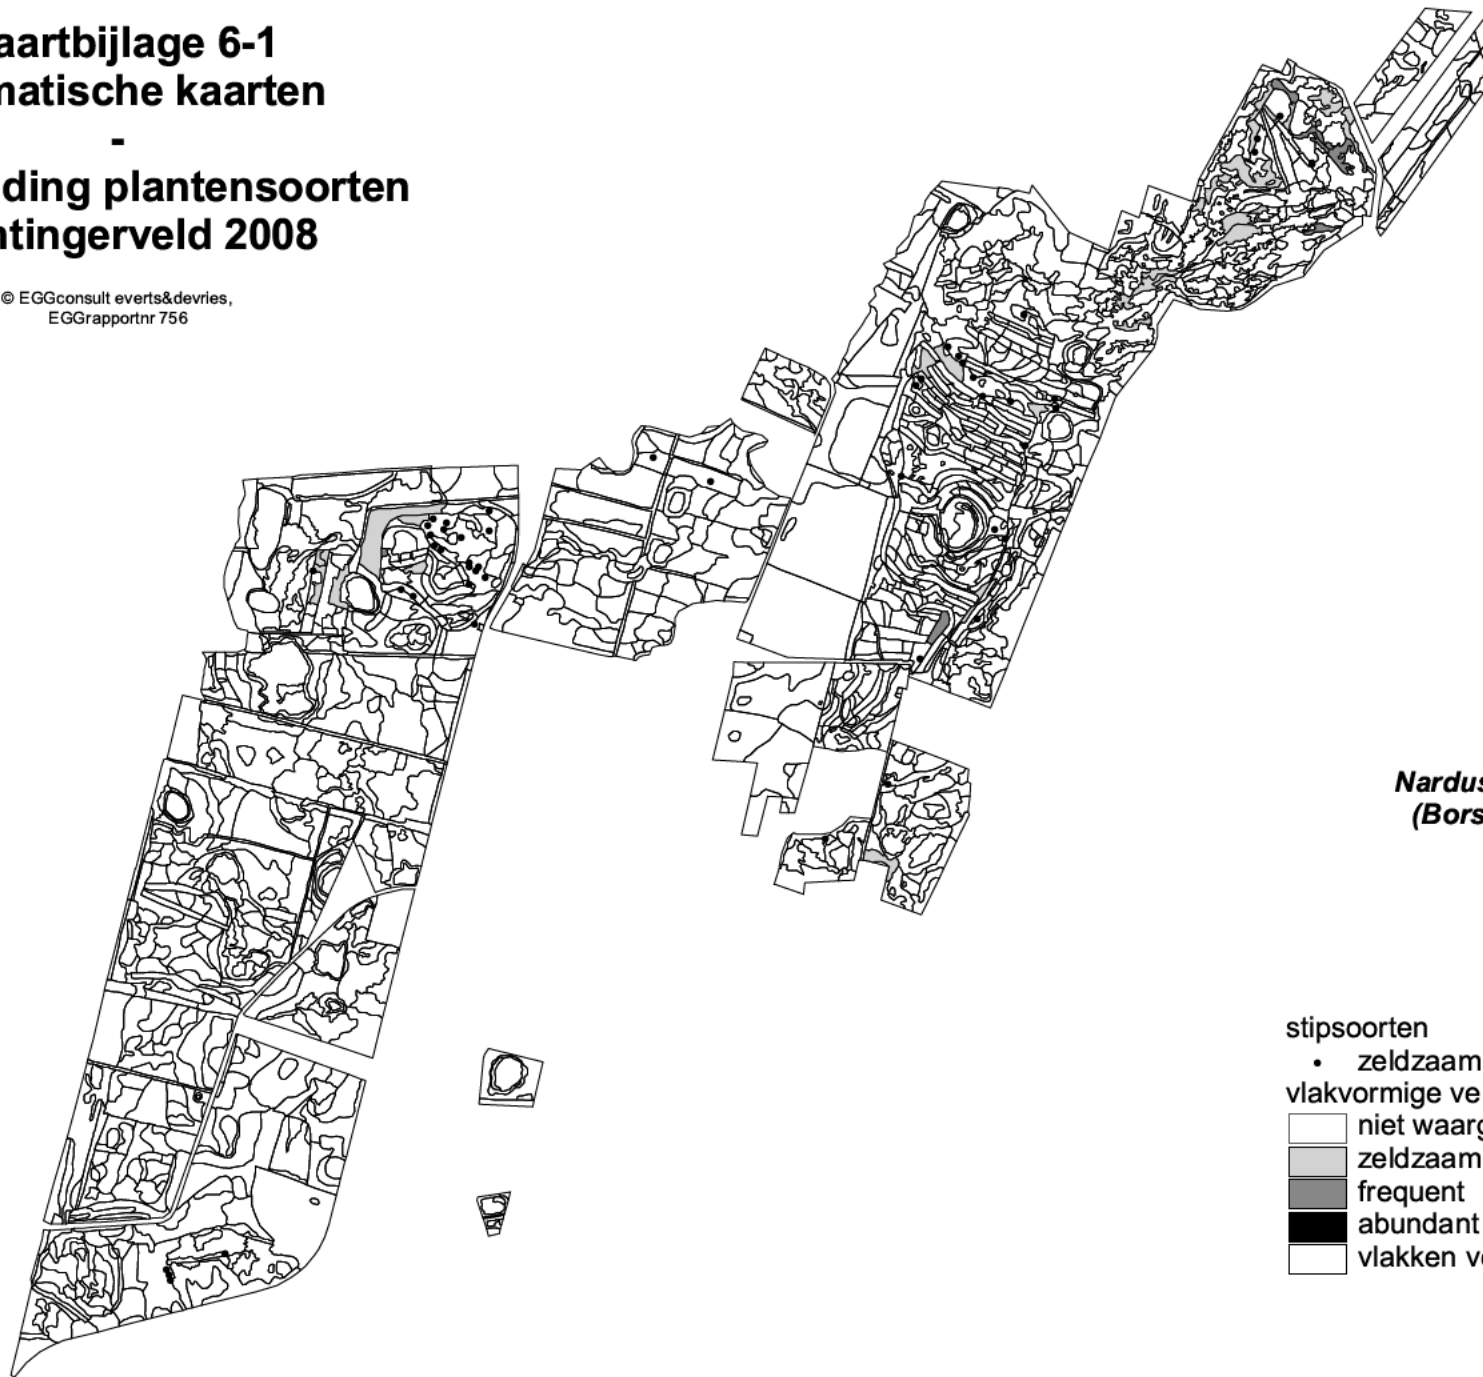 aartbijlage 6-1
matische kaarten
-
ding plantensoorten
ntingerveld 2008
© EGGconsult everts&devries,
EGGrapportnr 756
Nardus
(Bors
stipsoorten
zeldzaam
vlakvormige ve
niet waarg
zeldzaam
frequent
abundant
vlakken v